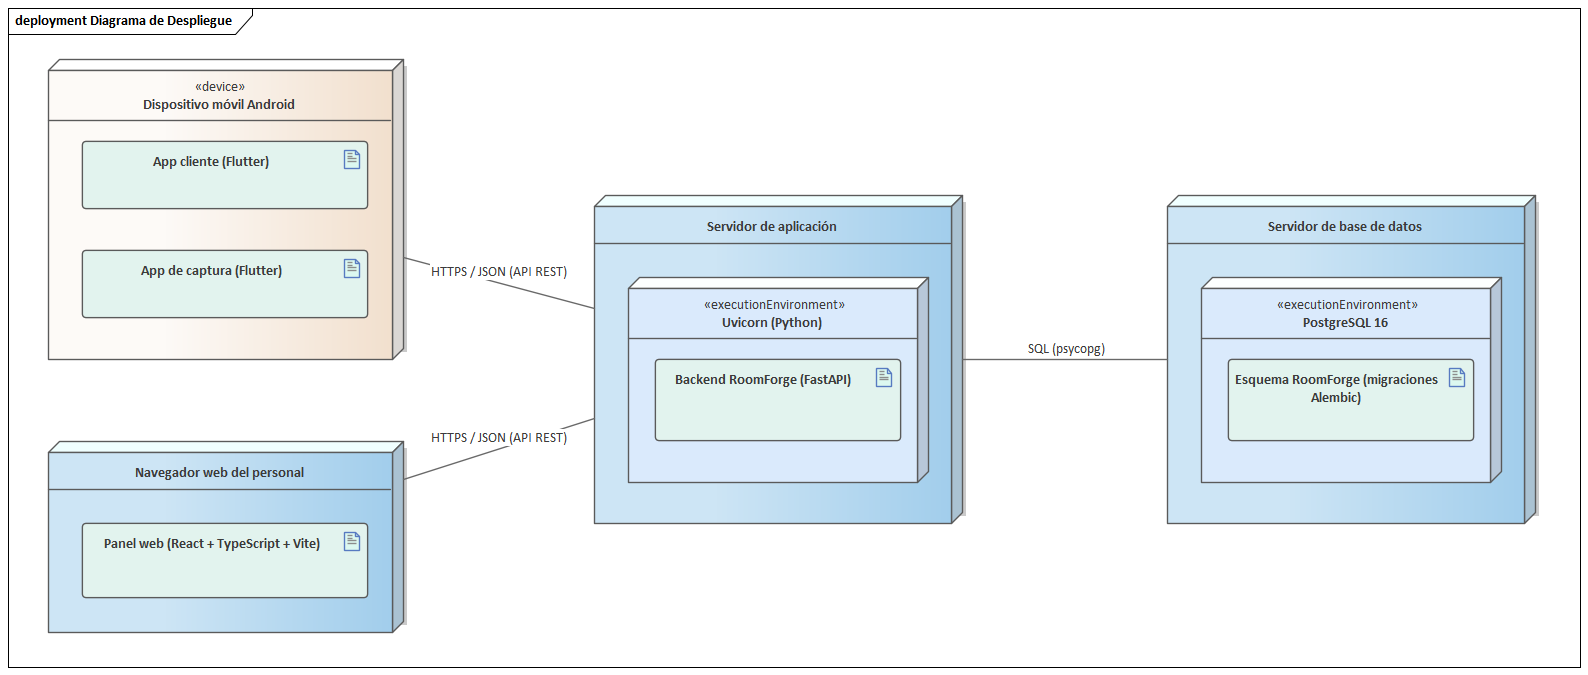 deployment Diagrama de Despliegue
«device»
Dispositivo móvil Android
App cliente (Flutter)
App de captura (Flutter)
HTTPS / JSON (API REST)
Navegador web del personal
Panel web (React + TypeScript + Vite)
HTTPS / JSON (API REST)
Servidor de aplicación
«executionEnvironment»
Uvicorn (Python)
Backend RoomForge (FastAPI)
SQL (psycopg)
Servidor de base de datos
«executionEnvironment»
PostgreSQL 16
Esquema RoomForge (migraciones
Alembic)